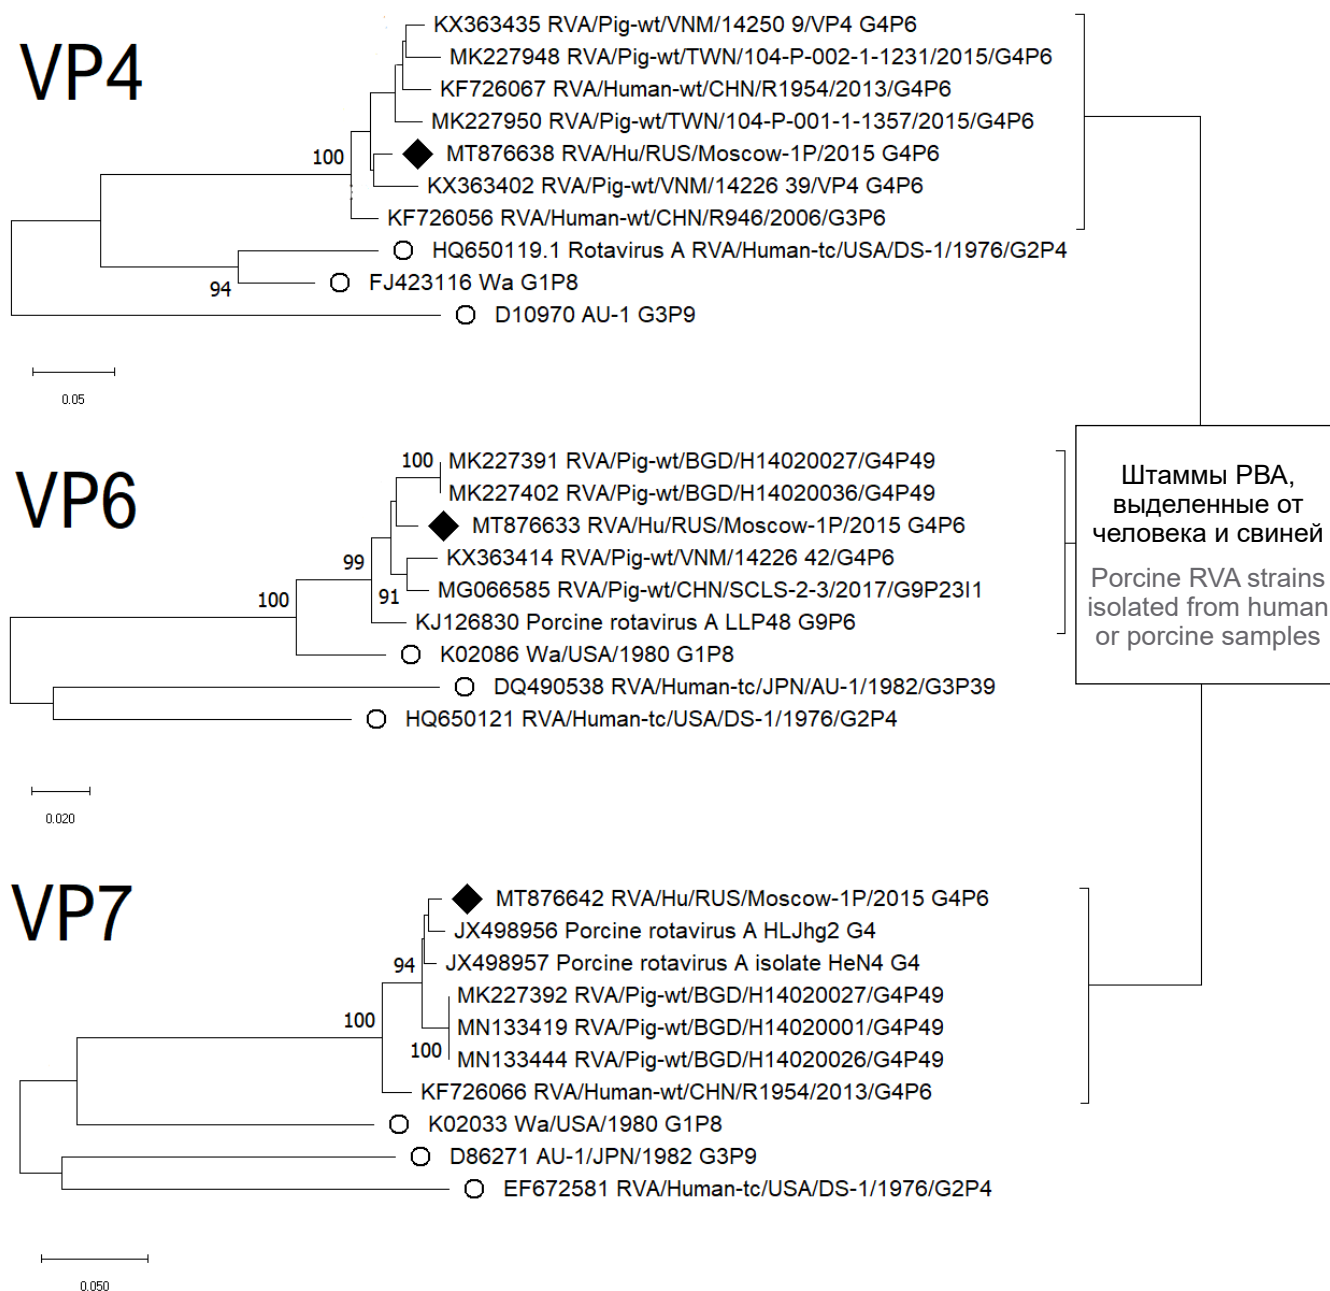 VP4
KX363435 RVA/Pig-wt/VNM/14250 9/VP4 G4P6
MK227948 RVA/Pig-wt/TWN/104-P-002-1-1231/2015/G4P6
KF726067 RVA/Human-wt/CHN/R1954/2013/G4P6
MK227950 RVA/Pig-wt/TWN/104-P-001-1-1357/2015/G4P6
100
MT876638 RVA/Hu/RUS/Moscow-1P/2015 G4P6
KX363402 RVA/Pig-wt/VNM/14226 39/VP4 G4P6
KF726056 RVA/Human-wt/CHN/R946/2006/G3P6
HQ650119.1 Rotavirus A RVA/Human-tc/USA/DS-1/1976/G2P4
94
FJ423116 Wa G1P8
D10970 AU-1 G3P9
0.05
VP6
100
MK227391 RVA/Pig-wt/BGD/H14020027/G4P49
MK227402 RVA/Pig-wt/BGD/H14020036/G4P49
MT876633 RVA/Hu/RUS/Moscow-1P/2015 G4P6
99
KX363414 RVA/Pig-wt/VNM/14226 42/G4P6
91
MG066585 RVA/Pig-wt/CHN/SCLS-2-3/2017/G9P23I1
100
KJ126830 Porcine rotavirus A LLP48 G9P6
K02086 Wa/USA/1980 G1P8
DQ490538 RVA/Human-tc/JPN/AU-1/1982/G3P39
HQ650121 RVA/Human-tc/USA/DS-1/1976/G2P4
0.020
Штаммы РВА,
выделенные от
человека и свиней
Porcine RVA strains
isolated from human
or porcine samples
VP7
MT876642 RVA/Hu/RUS/Moscow-1P/2015 G4P6
JX498956 Porcine rotavirus A HLJhg2 G4
94
JX498957 Porcine rotavirus A isolate HeN4 G4
MK227392 RVA/Pig-wt/BGD/H14020027/G4P49
100
MN133419 RVA/Pig-wt/BGD/H14020001/G4P49
100
MN133444 RVA/Pig-wt/BGD/H14020026/G4P49
KF726066 RVA/Human-wt/CHN/R1954/2013/G4P6
K02033 Wa/USA/1980 G1P8
D86271 AU-1/JPN/1982 G3P9
EF672581 RVA/Human-tc/USA/DS-1/1976/G2P4
0.050